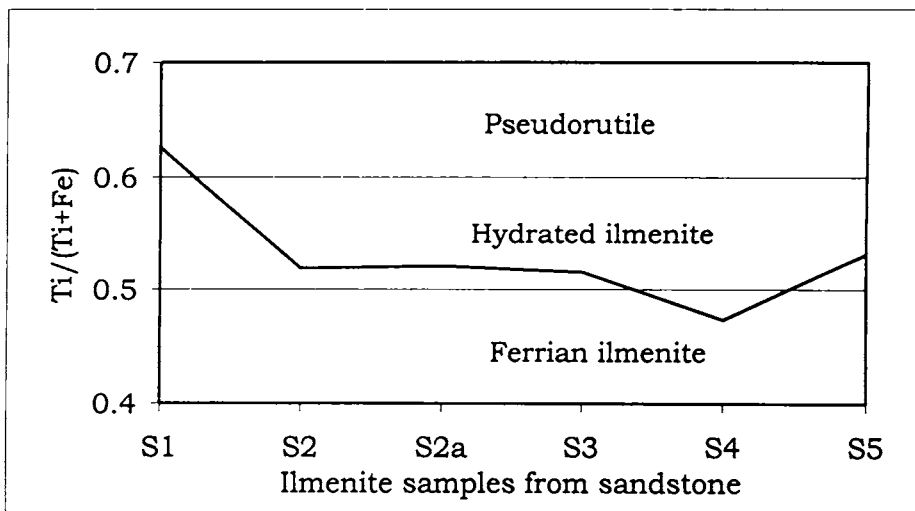 0.7
Pseudorutile
0.6
Ti/(Ti+Fe)
Hydrated ilmenite
0.5
Ferrian ilmenite
0.4
S1 S2 S2a S3 S4 S5
Ilmenite samples from sandstone